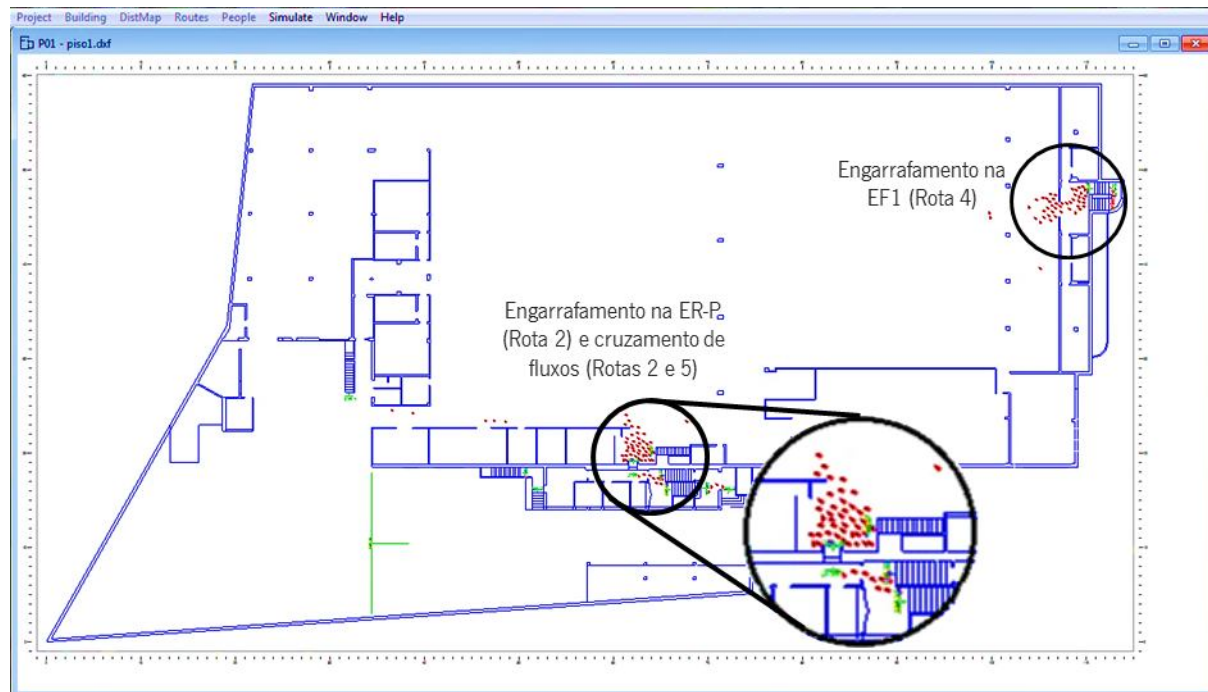 Project Building DistMap Routes People Simulate Window Help
P01 - piso1.dxf
Engarrafamento na
EF1 (Rota 4)
Engarrafamento na ER-P
(Rota 2) e cruzamento de
fluxos (Rotas 2 e 5)